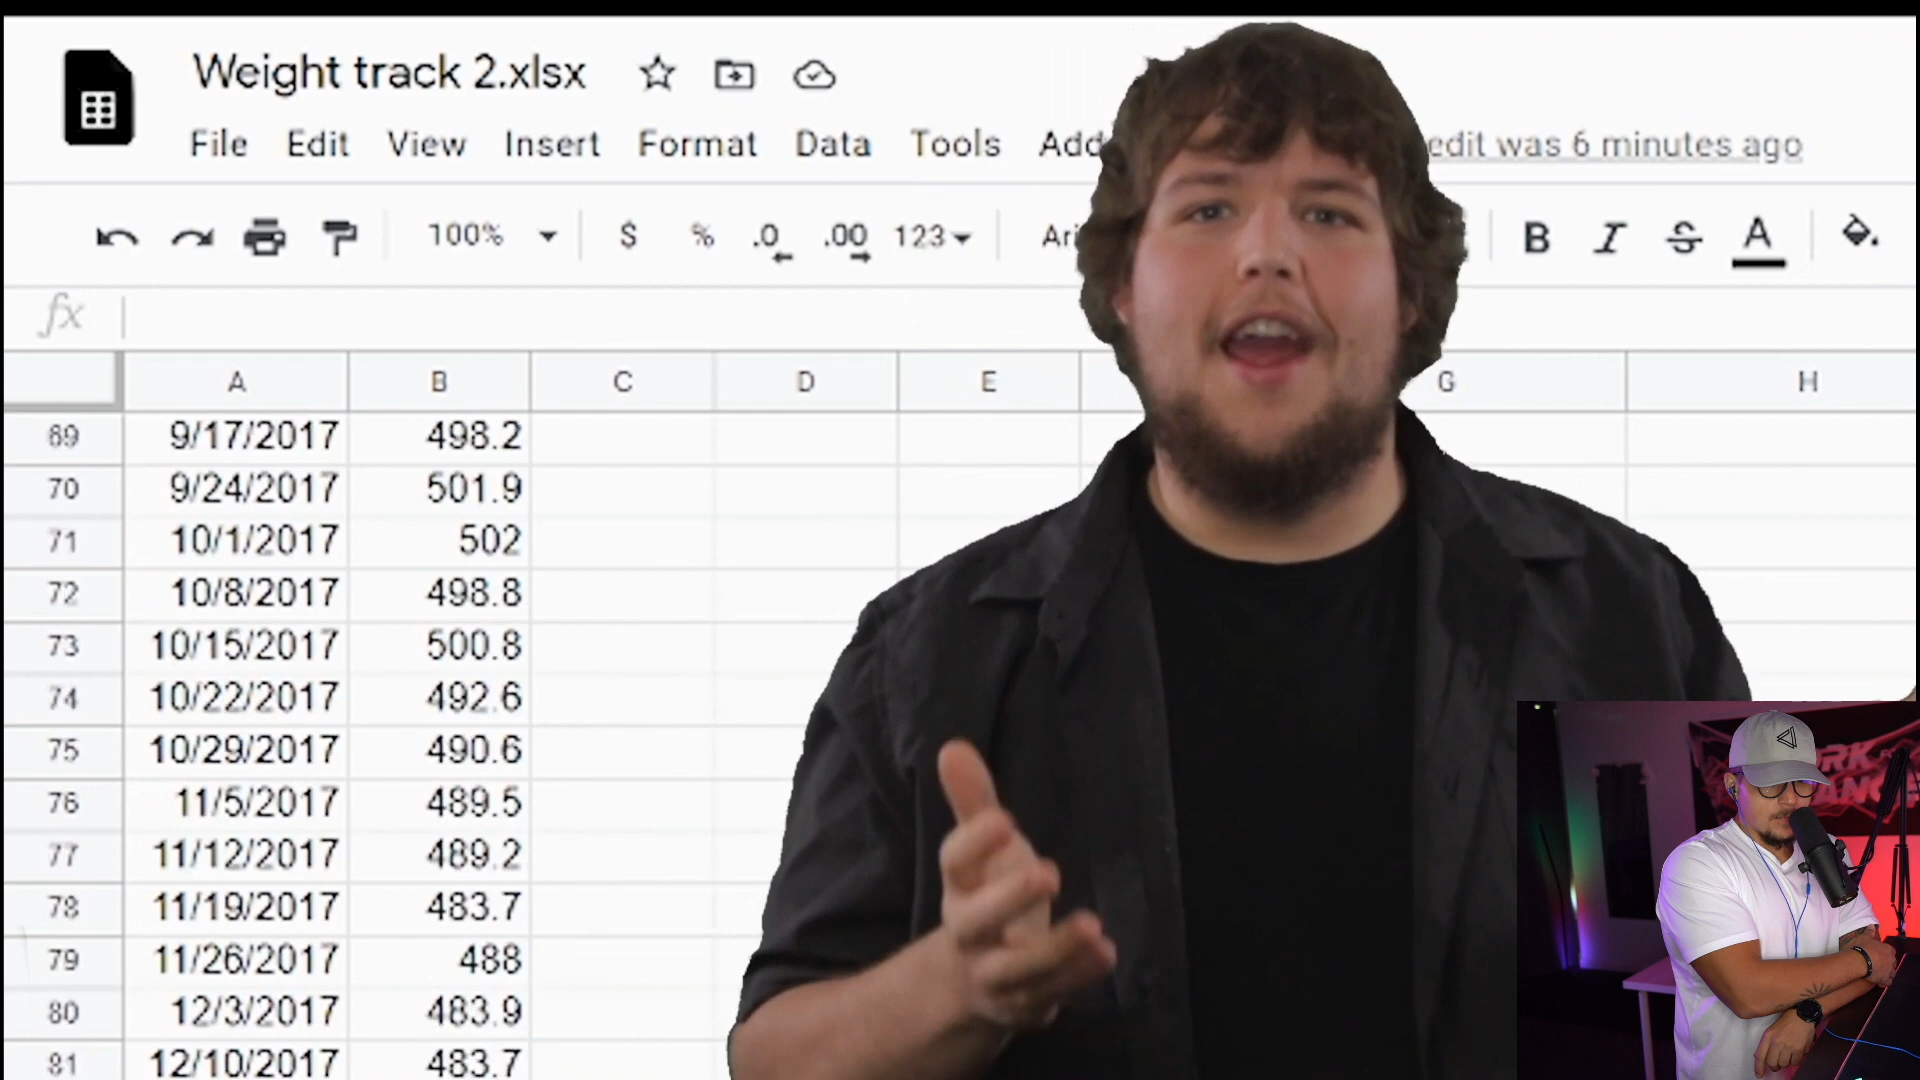 Weight track 2.xlsx
File Edit View Insert Format Data Tools Add edit was 6 minutes ago
100% $ % .0 .00 123 Ari B I S A
fx
A B C D E G H
69 9/17/2017 498.2
70 9/24/2017 501.9
71 10/1/2017 502
72 10/8/2017 498.8
73 10/15/2017 500.8
74 10/22/2017 492.6
75 10/29/2017 490.6
76 11/5/2017 489.5
77 11/12/2017 489.2
78 11/19/2017 483.7
79 11/26/2017 488
80 12/3/2017 483.9
81 12/10/2017 483.7